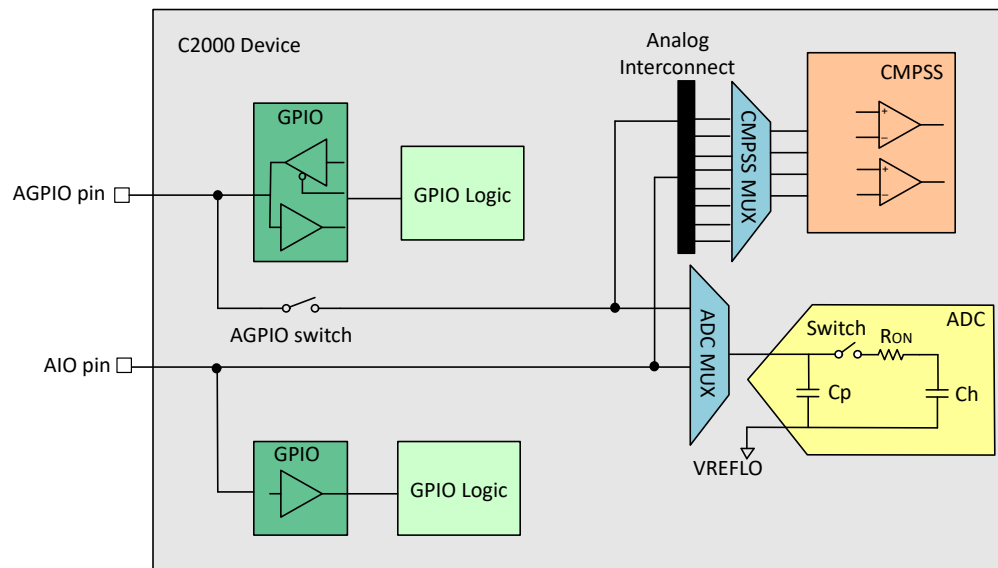 C2000 Device
Analog
Interconnect
CMPSS
GPIO
CMPSS MUX
GPIO Logic
AGPIO pin
+
−
+
−
AGPIO switch
ADC MUX
ADC
Switch
RON
AIO pin
Cp
Ch
GPIO
VREFLO
GPIO Logic